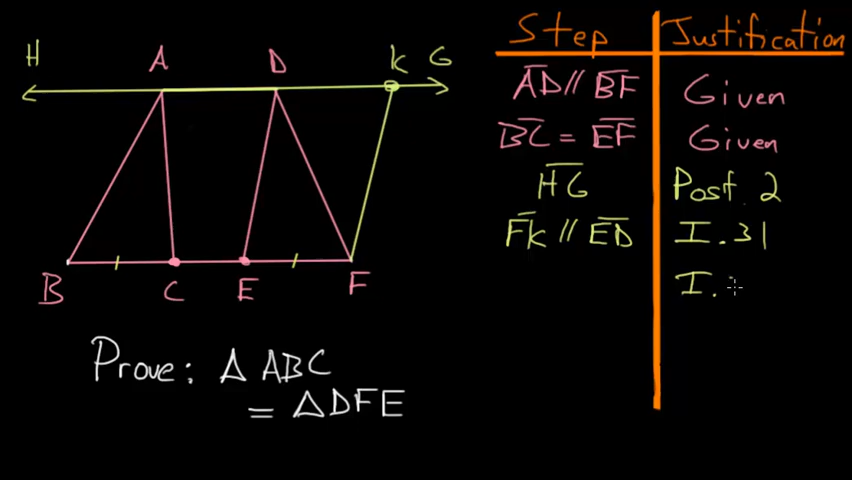 H A D K G
B C E F
Prove: △ ABC
= △DFE
Step Justification
AD // BF Given
BC = EF Given
HG Post. 2
FK // ED I.31
I.